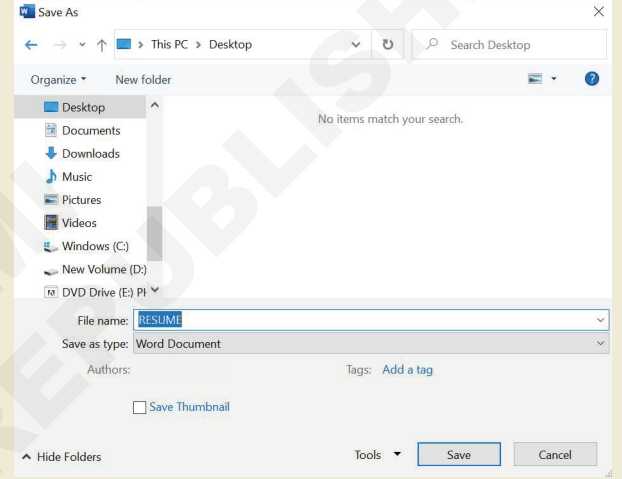 Save As
This PC > Desktop
Search Desktop
Organize
New folder
Desktop
Documents
Downloads
Music
Pictures
Videos
Windows (C:)
New Volume (D:)
DVD Drive (E:)
No items match your search.
File name: RESUME
Save as type: Word Document
Authors:
Tags: Add a tag
Save Thumbnail
Hide Folders
Tools
Save
Cancel